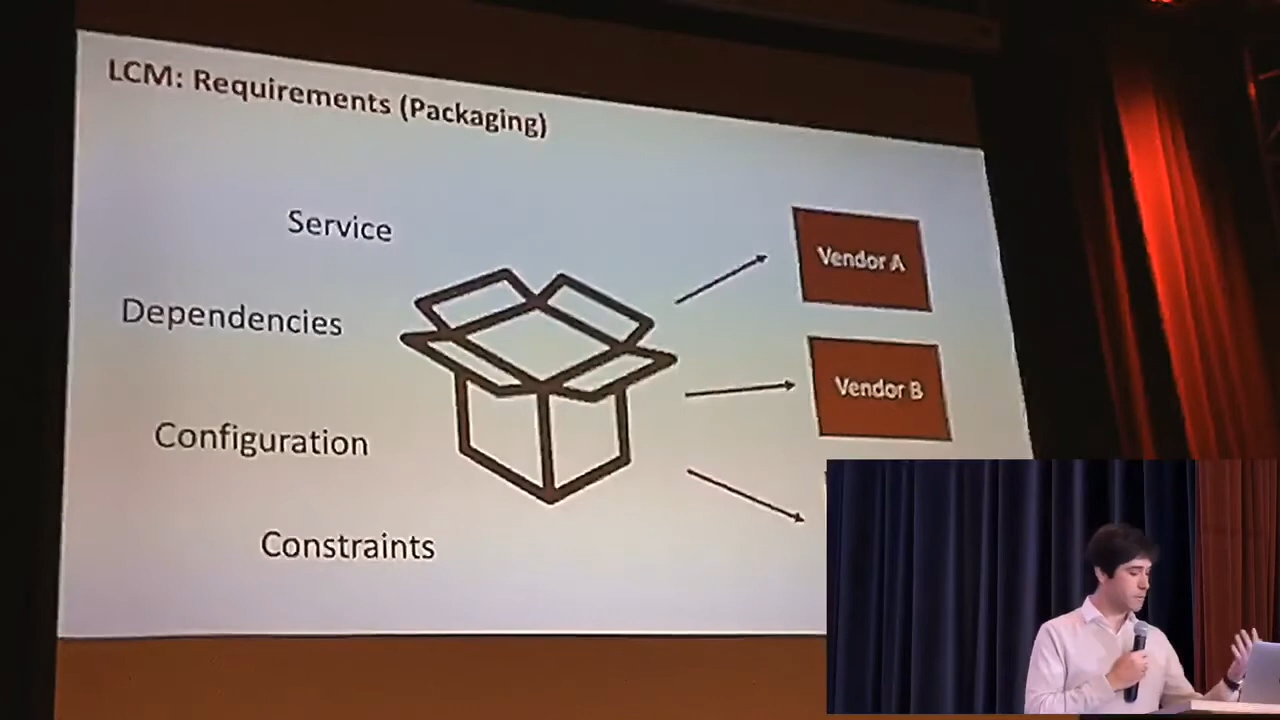 LCM: Requirements (Packaging)
Service
Dependencies
Configuration
Constraints
Vendor A
Vendor B